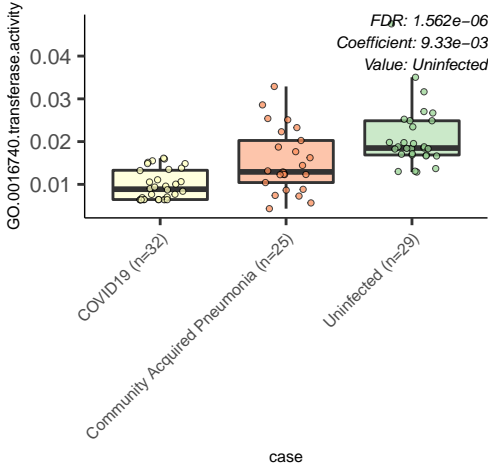 FDR: 1.562e−06
Coefficient: 9.33e−03
Value: Uninfected
GO.0016740.transferase.activity
0.04
0.03
0.02
0.01
COVID19 (n=32)
Community Acquired Pneumonia (n=25)
Uninfected (n=29)
case